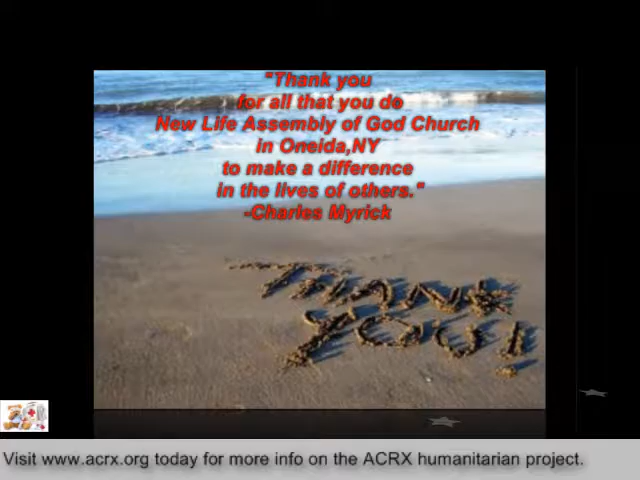 "Thank you
for all that you do
New Life Assembly of God Church
in Oneida,NY
to make a difference
in the lives of others."
-Charles Myrick
THANK
YOU!
Visit www.acrx.org today for more info on the ACRX humanitarian project.